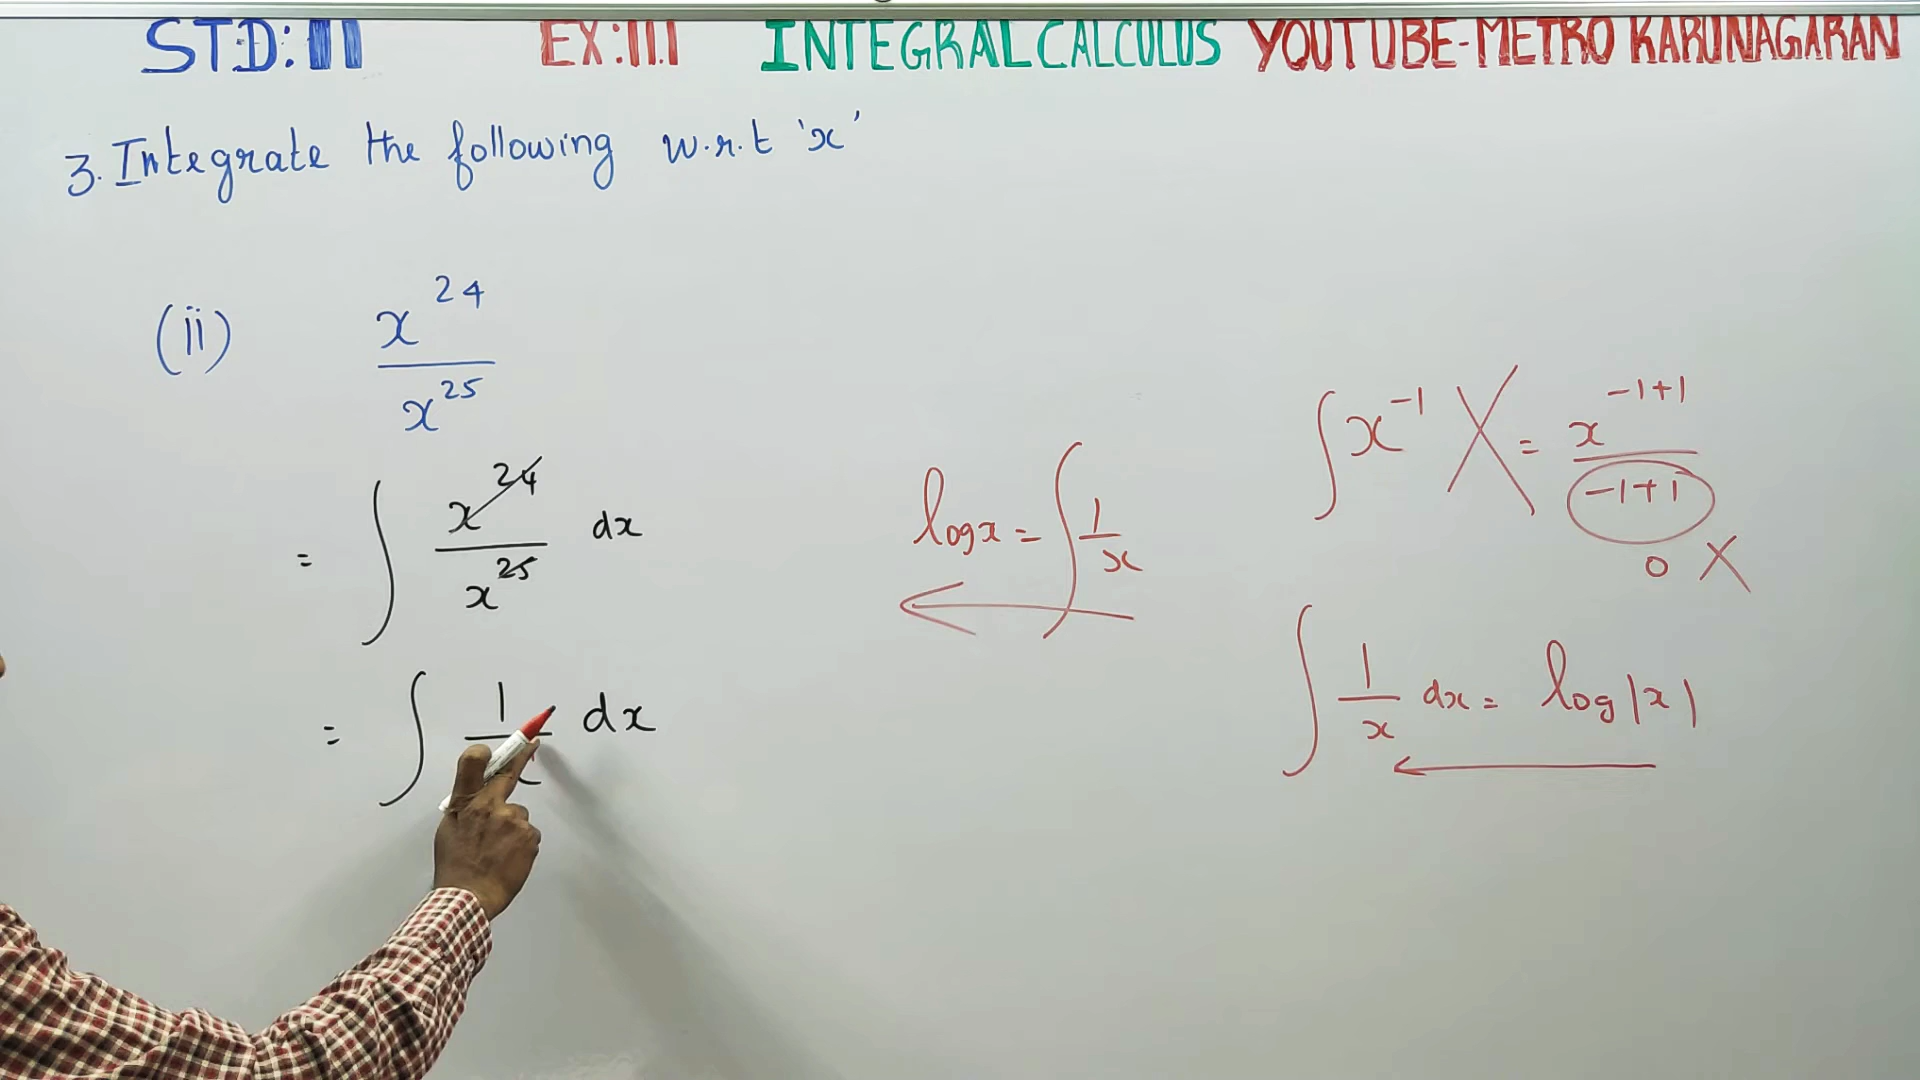 STD:11 EX:11.1 INTEGRAL CALCULUS YOUTUBE-METRO KARUNAGARAN
3. Integrate the following w.r.t 'x'
(ii) x^24 / x^25
= ∫ x^24 / x^25 dx
= ∫ 1 / x dx
log x = ∫ 1 / x
∫ x^-1 X = x^-1+1 / -1+1
0 X
∫ 1 / x dx = log |x|